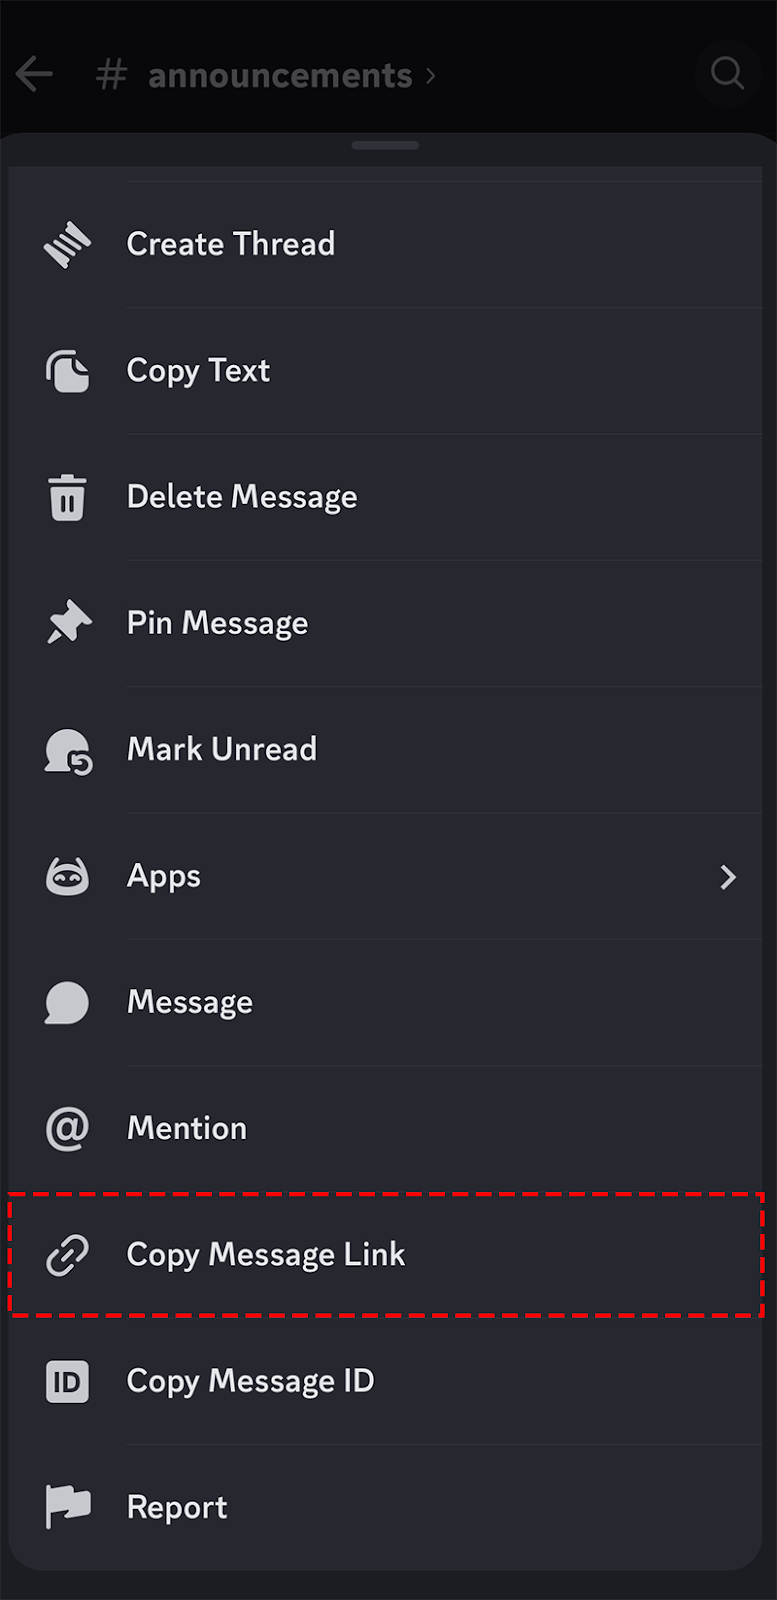 # announcements
Create Thread
Copy Text
Delete Message
Pin Message
Mark Unread
Apps
Message
@ Mention
Copy Message Link
ID Copy Message ID
Report